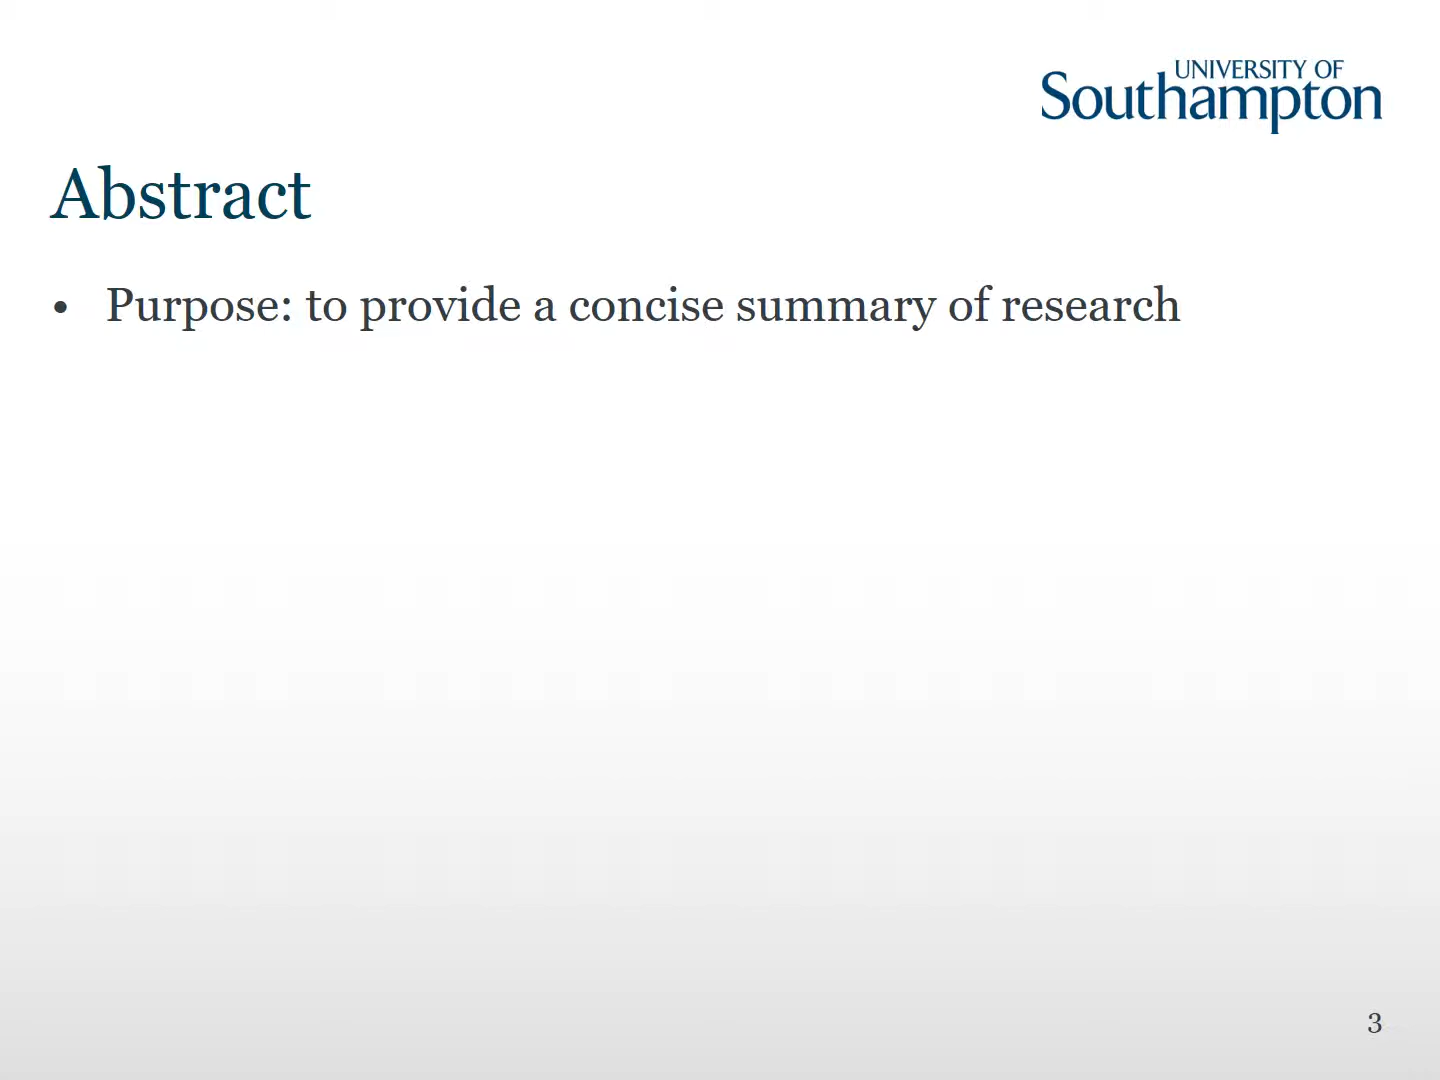 UNIVERSITY OF
Southampton
Abstract
• Purpose: to provide a concise summary of research
3